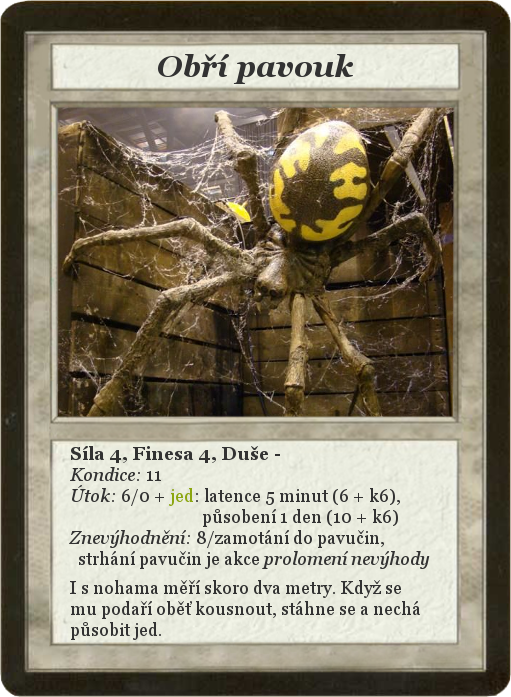 Obří pavouk
Síla 4, Finesa 4, Duše -
Kondice: 11
Útok: 6/0 + jed: latence 5 minut (6 + k6),
působení 1 den (10 + k6)
Znevýhodnění: 8/zamotání do pavučin,
strhání pavučin je akce prolomení nevýhody
I s nohama měří skoro dva metry. Když se
mu podaří oběť kousnout, stáhne se a nechá
působit jed.